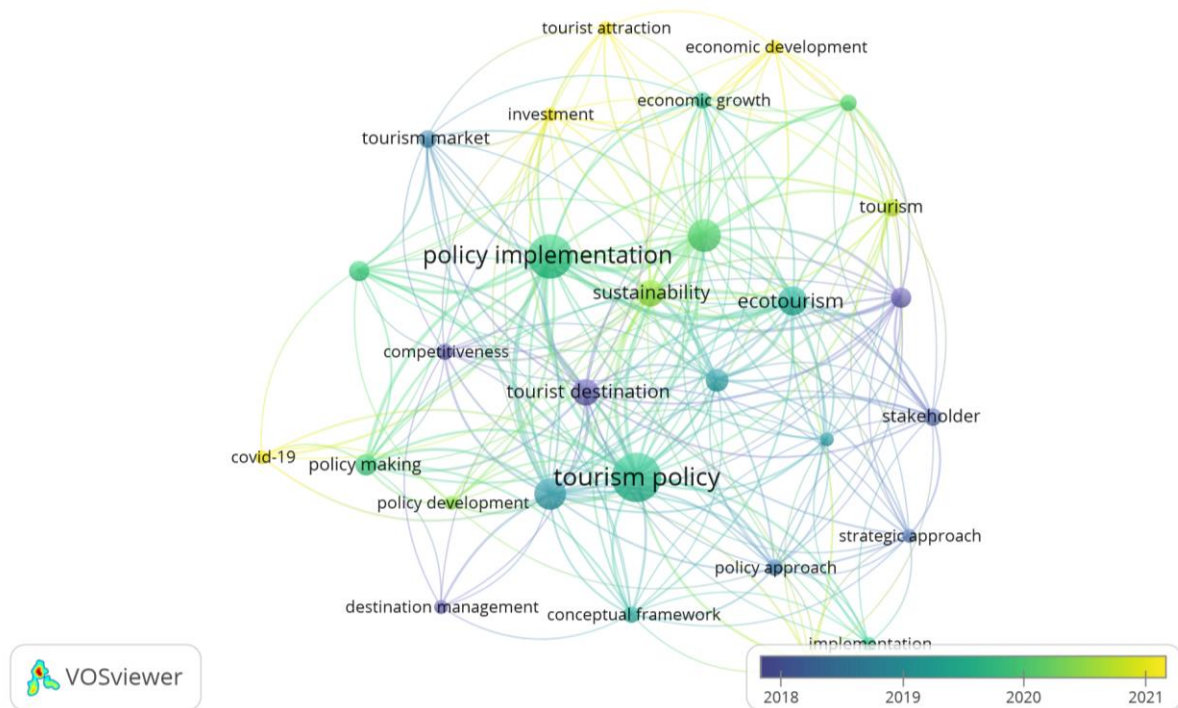 tourist attraction
economic development
economic growth
investment
tourism market
tourism
policy implementation
sustainability
ecotourism
competitiveness
tourist destination
stakeholder
covid-19
policy making
tourism policy
policy development
strategic approach
policy approach
destination management
conceptual framework
implementation
VOSviewer
2018
2019
2020
2021